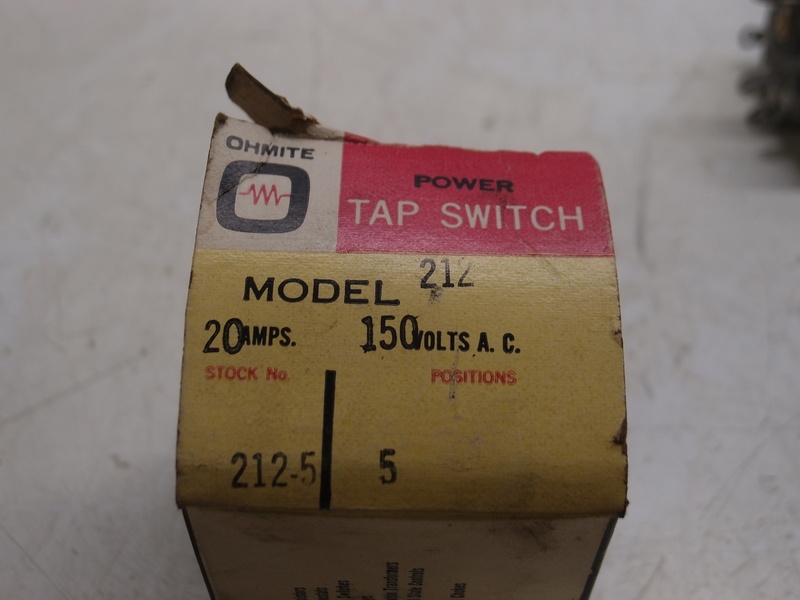 OHMITE
POWER
TAP SWITCH
MODEL 212
20 AMPS. 150 VOLTS A. C.
STOCK No. POSITIONS
212-5 5